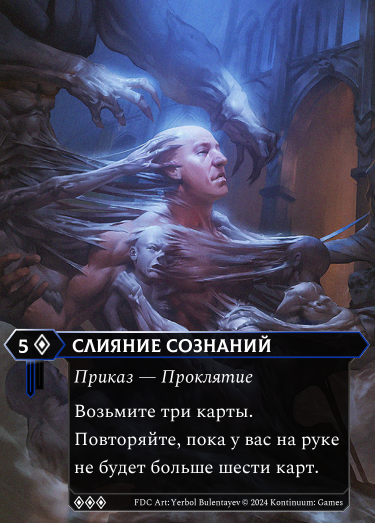 5
СЛИЯНИЕ СОЗНАНИЙ
Приказ — Проклятие
Возьмите три карты.
Повторяйте, пока у вас на руке
не будет больше шести карт.
FDC Art: Yerbol Bulentayev © 2024 Kontinuum: Games